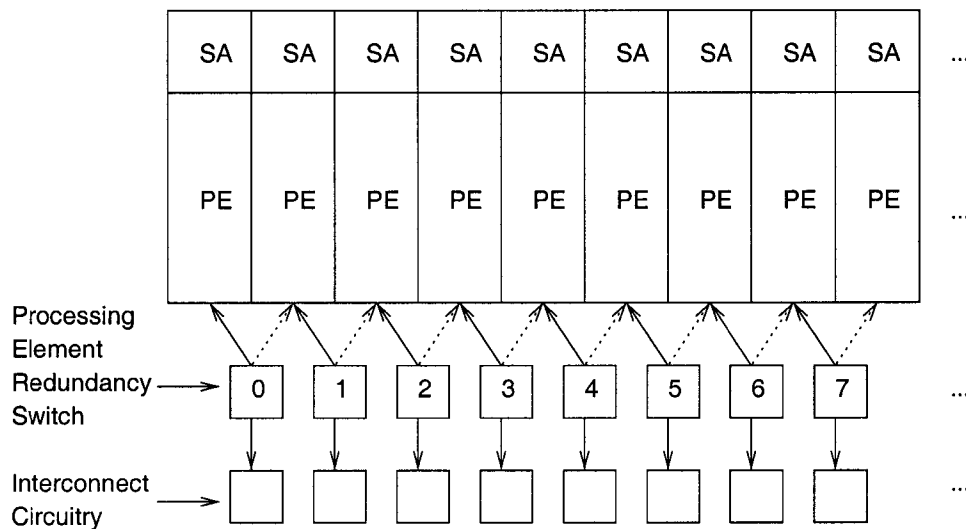 SA SA SA SA SA SA SA SA SA ...
PE PE PE PE PE PE PE PE PE ...
Processing
Element
Redundancy
Switch
0 1 2 3 4 5 6 7 ...
Interconnect
Circuitry
...